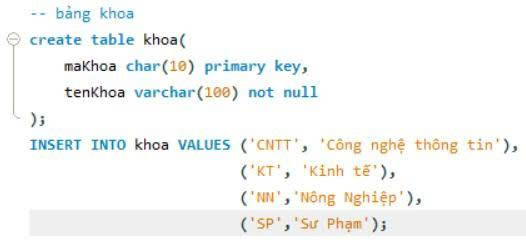 -- bảng khoa
create table khoa(
maKhoa char(10) primary key,
tenKhoa varchar(100) not null
);
INSERT INTO khoa VALUES ('CNTT', 'Công nghệ thông tin'),
('KT', 'Kinh tế'),
('NN','Nông Nghiệp'),
('SP','Sư Phạm');